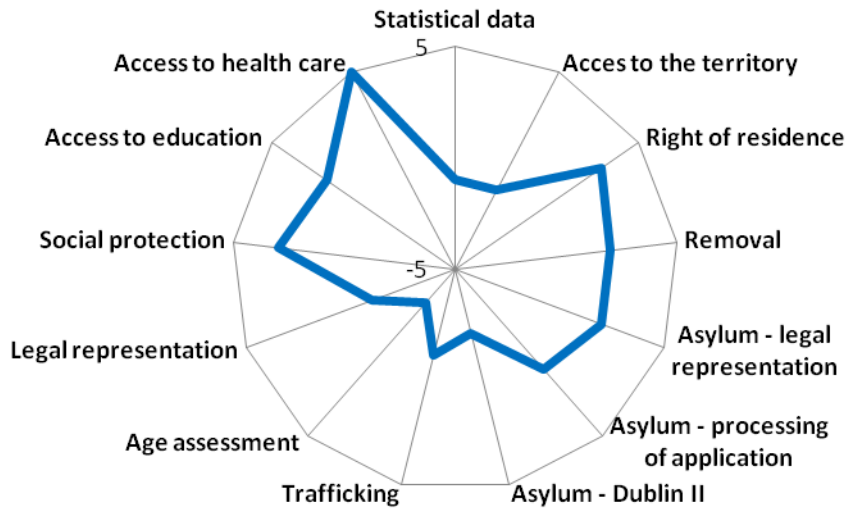 Statistical data
5
Access to health care
Acces to the territory
Access to education
Right of residence
Social protection
Removal
-5
Legal representation
Asylum - legal
representation
Age assessment
Asylum - processing
of application
Trafficking
Asylum - Dublin II